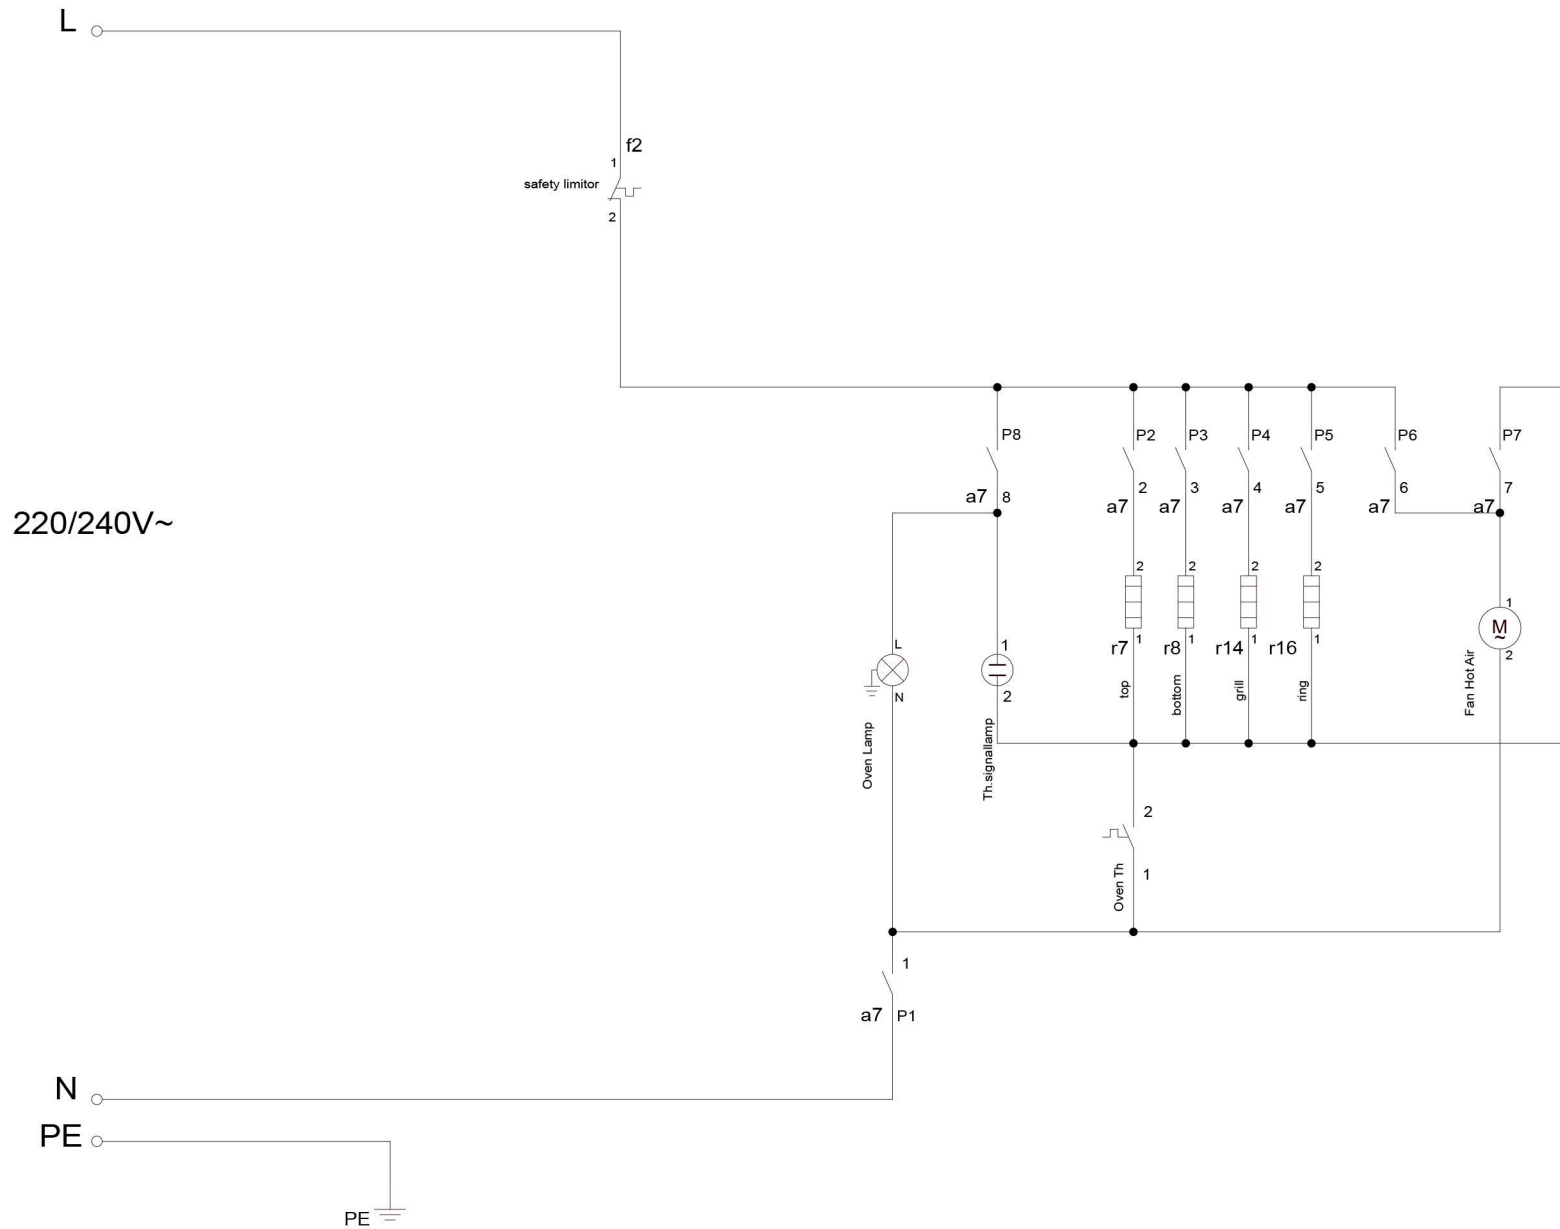 L
f2
1
safety limitor
2
P8
P2
P3
P4
P5
P6
P7
a7 8
2
3
4
5
6
7
a7
a7
a7
a7
a7
a7
220/240V~
2
2
2
2
1
M
~
2
L
N
1
2
r7 1
r8 1
r14 1
r16 1
top
bottom
grill
ring
Fan Hot Air
Oven Lamp
Th.signallamp
2
Oven Th
1
1
a7 P1
N
PE
PE